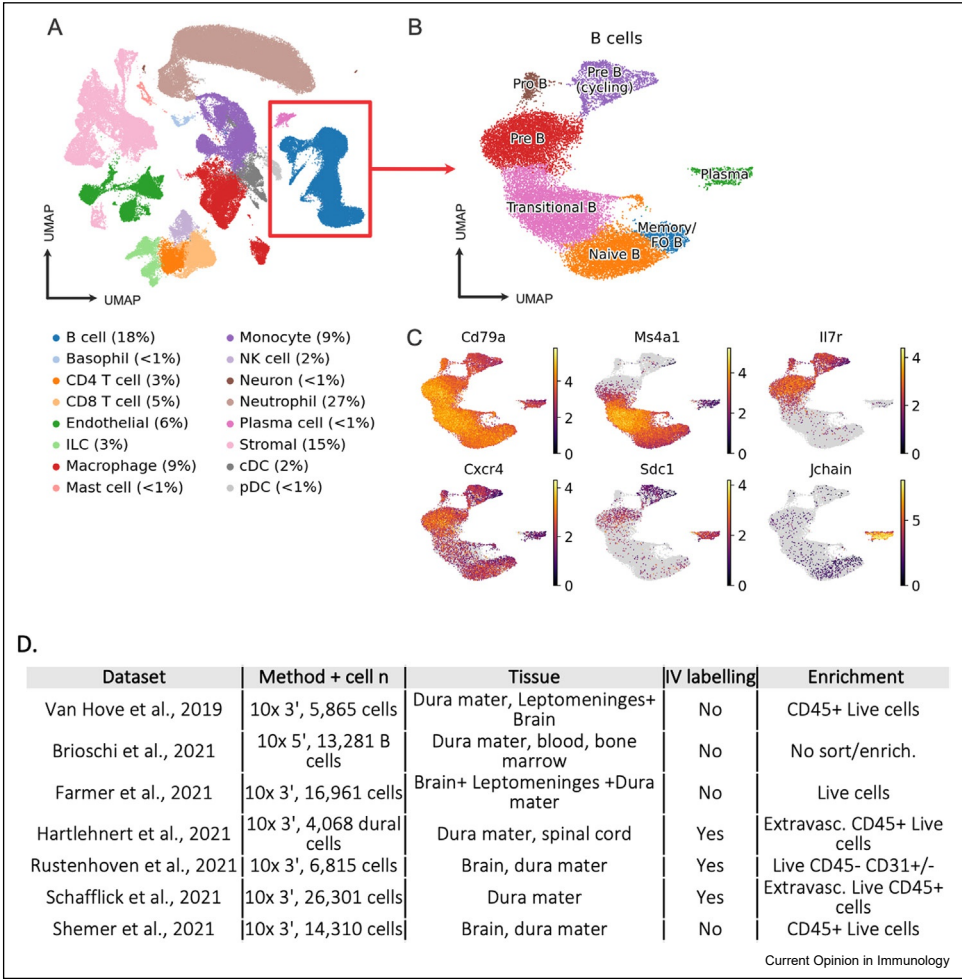 A
B
B cells
Pro B
Pre B
(cycling)
Pre B
Plasma
Transitional B
Memory/
FO B
Naive B
UMAP
UMAP
UMAP
UMAP
B cell (18%)
Basophil (<1%)
CD4 T cell (3%)
CD8 T cell (5%)
Endothelial (6%)
ILC (3%)
Macrophage (9%)
Mast cell (<1%)
Monocyte (9%)
NK cell (2%)
Neuron (<1%)
Neutrophil (27%)
Plasma cell (<1%)
Stromal (15%)
cDC (2%)
pDC (<1%)
C
Cd79a
4
2
0
Ms4a1
4
2
0
Il7r
4
2
0
Cxcr4
4
2
0
Sdc1
4
2
0
Jchain
5
0
D.
Dataset Method + cell n Tissue IV labelling Enrichment
Van Hove et al., 2019 10x 3', 5,865 cells Dura mater, Leptomeninges+
Brain No CD45+ Live cells
Brioschi et al., 2021 10x 5', 13,281 B
cells Dura mater, blood, bone
marrow No No sort/enrich.
Farmer et al., 2021 10x 3', 16,961 cells Brain+ Leptomeninges +Dura
mater No Live cells
Hartlehnert et al., 2021 10x 3', 4,068 dural
cells Dura mater, spinal cord Yes Extravasc. CD45+ Live
cells
Rustenhoven et al., 2021 10x 3', 6,815 cells Brain, dura mater Yes Live CD45- CD31+/-
Schafflick et al., 2021 10x 3', 26,301 cells Dura mater Yes Extravasc. Live CD45+
cells
Shemer et al., 2021 10x 3', 14,310 cells Brain, dura mater No CD45+ Live cells
Current Opinion in Immunology